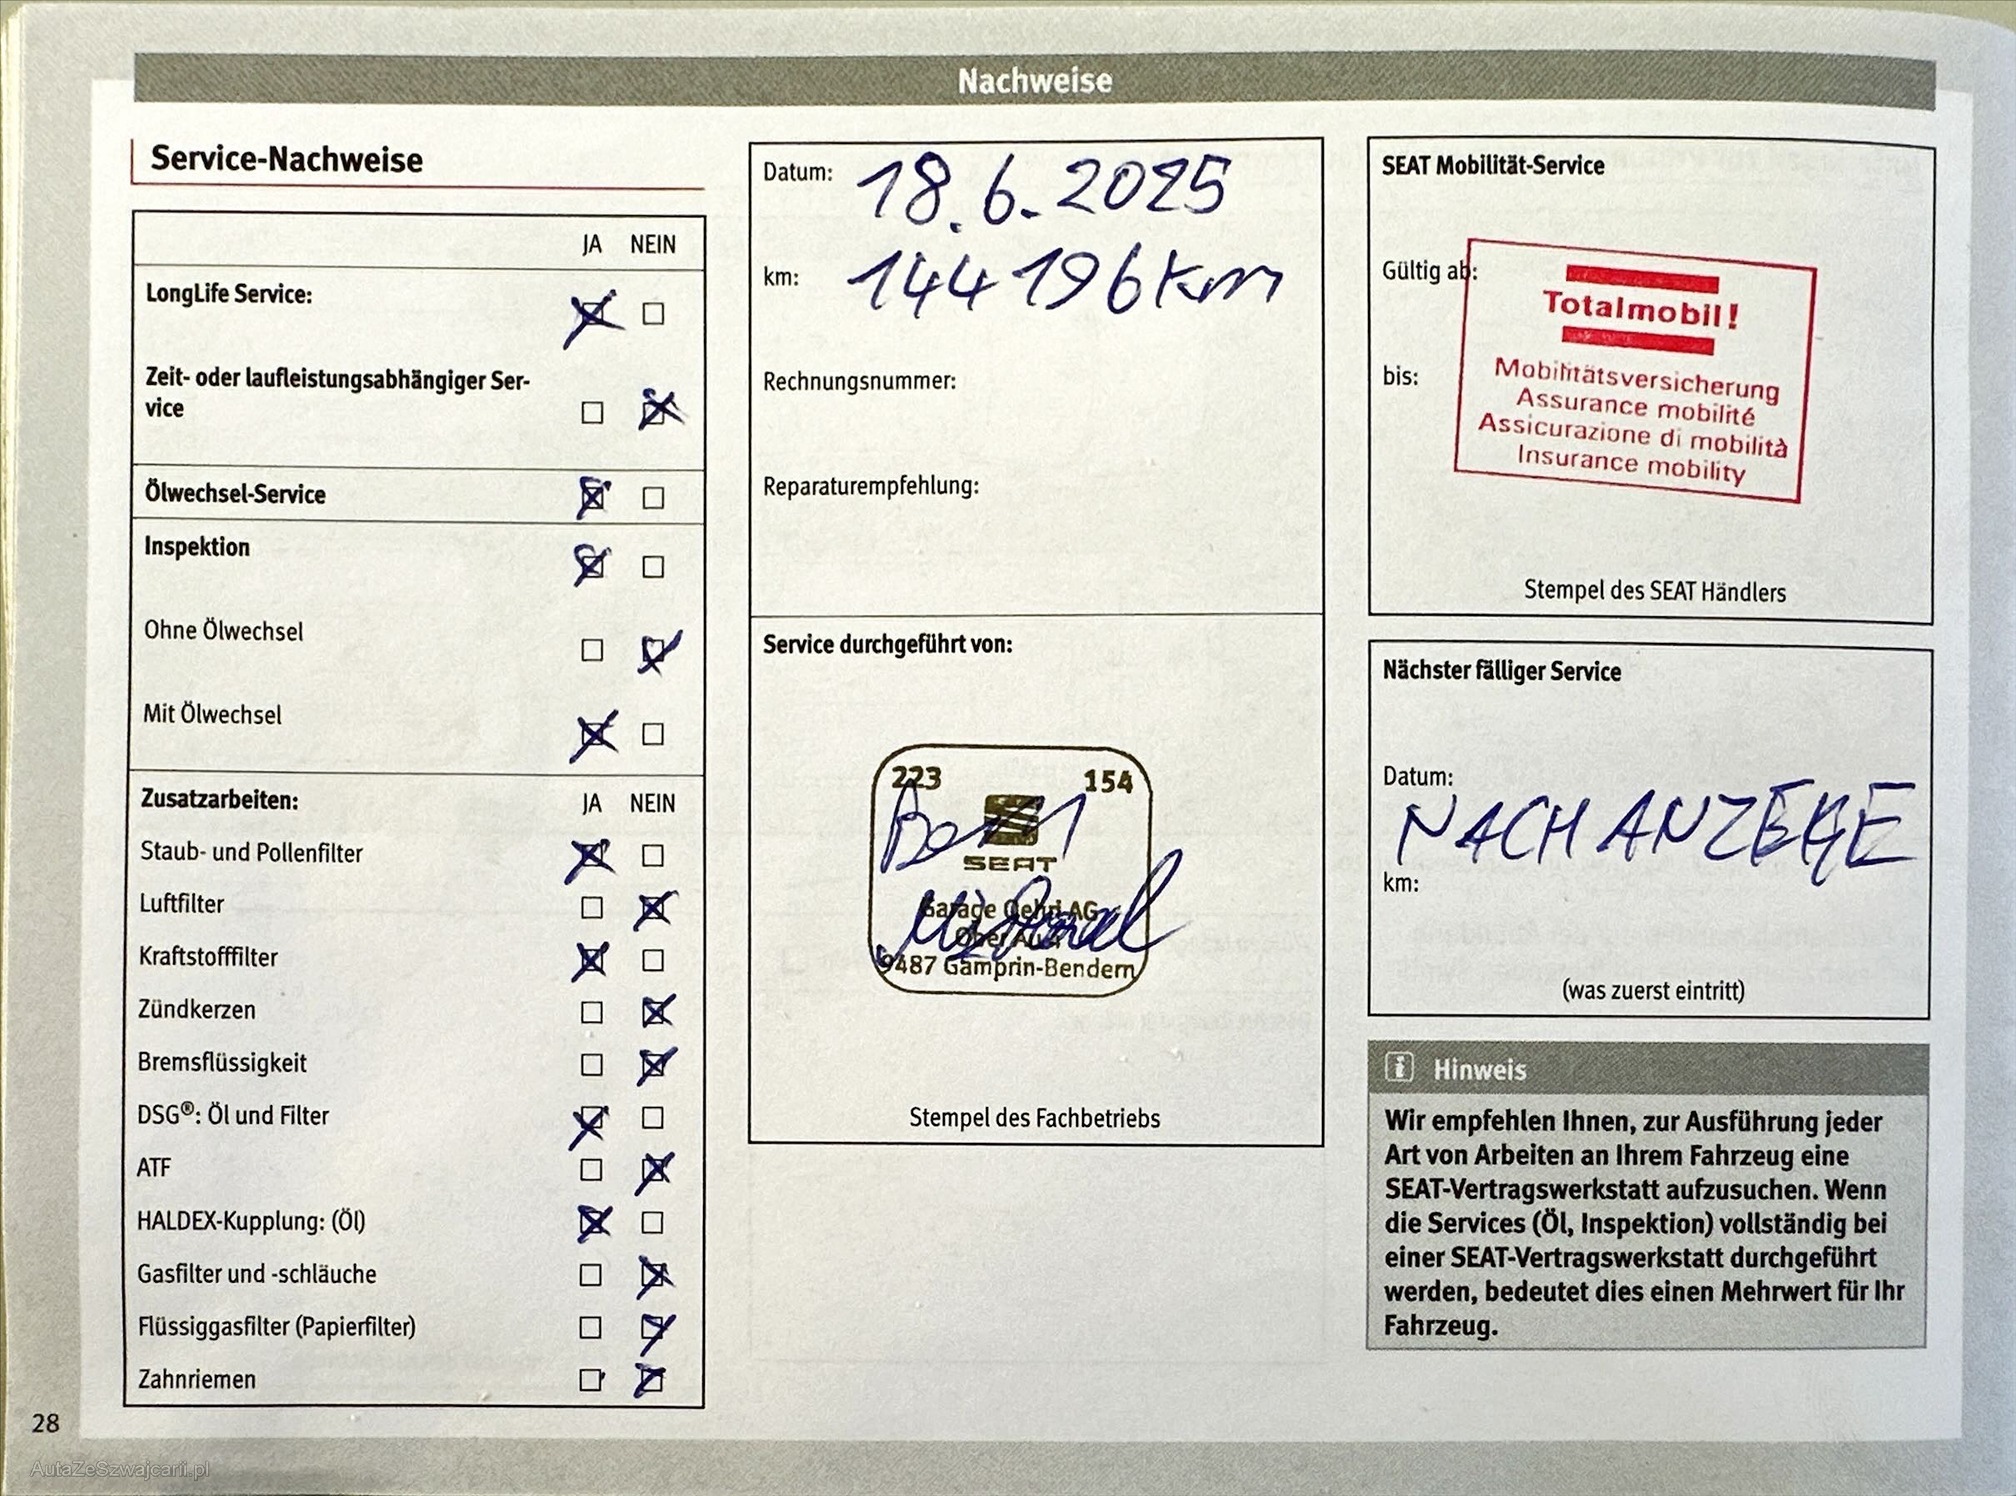 Nachweise
Service-Nachweise
JA NEIN
LongLife Service:
Zeit- oder laufleistungsabhängiger Ser-
vice
Ölwechsel-Service
Inspektion
Ohne Ölwechsel
Mit Ölwechsel
Zusatzarbeiten: JA NEIN
Staub- und Pollenfilter
Luftfilter
Kraftstofffilter
Zündkerzen
Bremsflüssigkeit
DSG®: Öl und Filter
ATF
HALDEX-Kupplung: (Öl)
Gasfilter und -schläuche
Flüssiggasfilter (Papierfilter)
Zahnriemen
28
Datum: 18.6.2025
km: 144196km
Rechnungsnummer:
Reparaturempfehlung:
Service durchgeführt von:
223 154
SEAT
Garage Oehri AG
9487 Gamprin-Bendern
Stempel des Fachbetriebs
SEAT Mobilität-Service
Gültig ab:
bis:
Totalmobil!
Mobilitätsversicherung
Assurance mobilité
Assicurazione di mobilità
Insurance mobility
Stempel des SEAT Händlers
Nächster fälliger Service
Datum:
NACH ANZEIGE
km:
(was zuerst eintritt)
i Hinweis
Wir empfehlen Ihnen, zur Ausführung jeder
Art von Arbeiten an Ihrem Fahrzeug eine
SEAT-Vertragswerkstatt aufzusuchen. Wenn
die Services (Öl, Inspektion) vollständig bei
einer SEAT-Vertragswerkstatt durchgeführt
werden, bedeutet dies einen Mehrwert für Ihr
Fahrzeug.
AutaZeSzwajcarii.pl